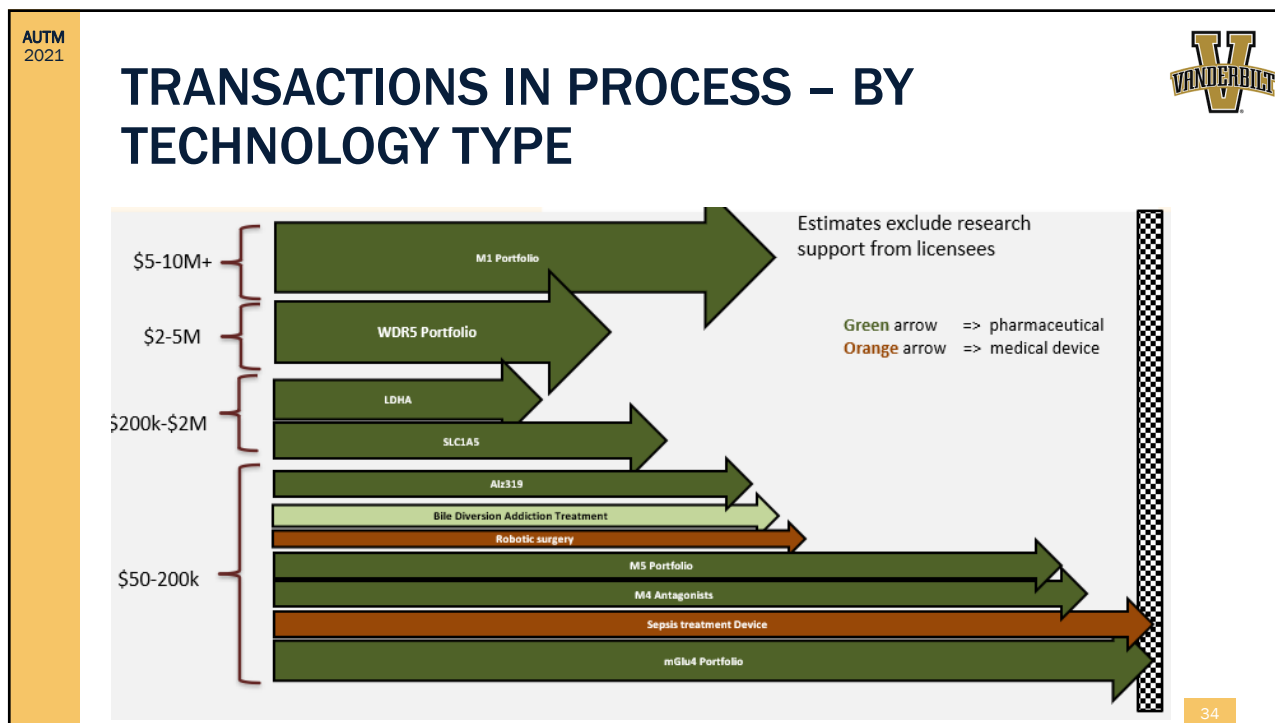 AUTM
2021
TRANSACTIONS IN PROCESS – BY
TECHNOLOGY TYPE
V
VANDERBILT
Estimates exclude research
support from licensees
$5-10M+
M1 Portfolio
Green arrow => pharmaceutical
Orange arrow => medical device
$2-5M
WDR5 Portfolio
$200k-$2M
LDHA
SLC1A5
$50-200k
Alz319
Bile Diversion Addiction Treatment
Robotic surgery
M5 Portfolio
M4 Antagonists
Sepsis treatment Device
mGlu4 Portfolio
34